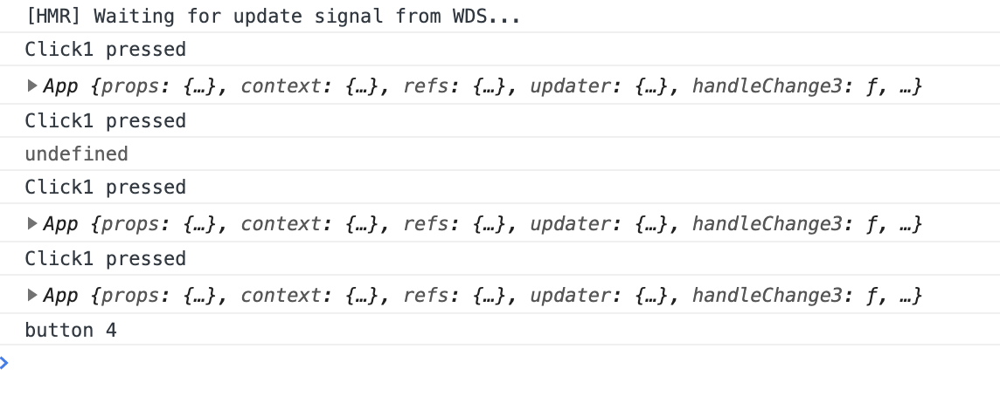 [HMR] Waiting for update signal from WDS...
Click1 pressed
▶ App {props: {…}, context: {…}, refs: {…}, updater: {…}, handleChange3: ƒ, …}
Click1 pressed
undefined
Click1 pressed
▶ App {props: {…}, context: {…}, refs: {…}, updater: {…}, handleChange3: ƒ, …}
Click1 pressed
▶ App {props: {…}, context: {…}, refs: {…}, updater: {…}, handleChange3: ƒ, …}
button 4